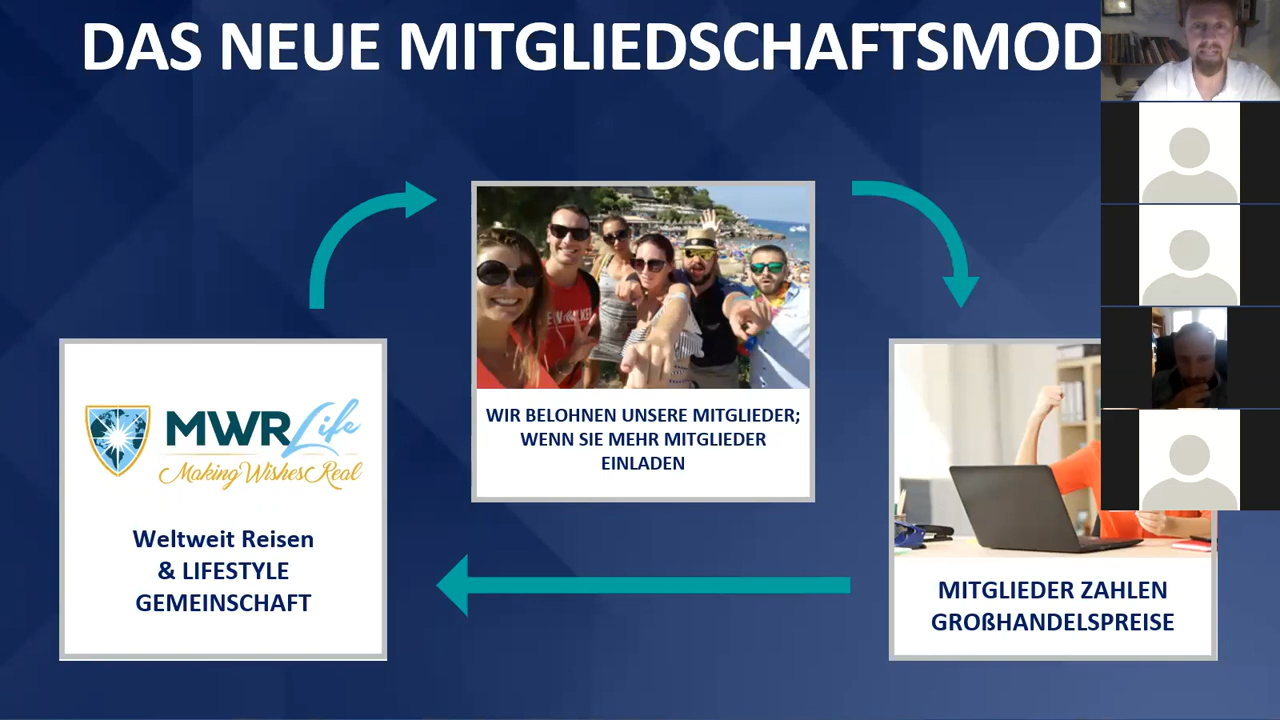 DAS NEUE MITGLIEDSCHAFTSMOD
WIR BELOHNEN UNSERE MITGLIEDER;
WENN SIE MEHR MITGLIEDER
EINLADEN
MWR Life
Making Wishes Real
Weltweit Reisen
& LIFESTYLE
GEMEINSCHAFT
MITGLIEDER ZAHLEN
GROßHANDELSPREISE